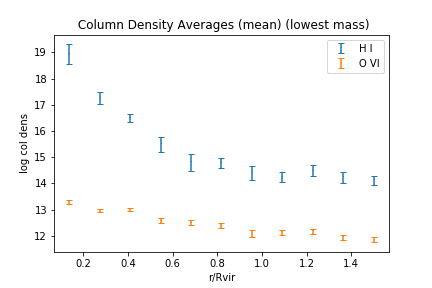 Column Density Averages (mean) (lowest mass)
H I
O VI
log col dens
19
18
17
16
15
14
13
12
0.2 0.4 0.6 0.8 1.0 1.2 1.4
r/Rvir